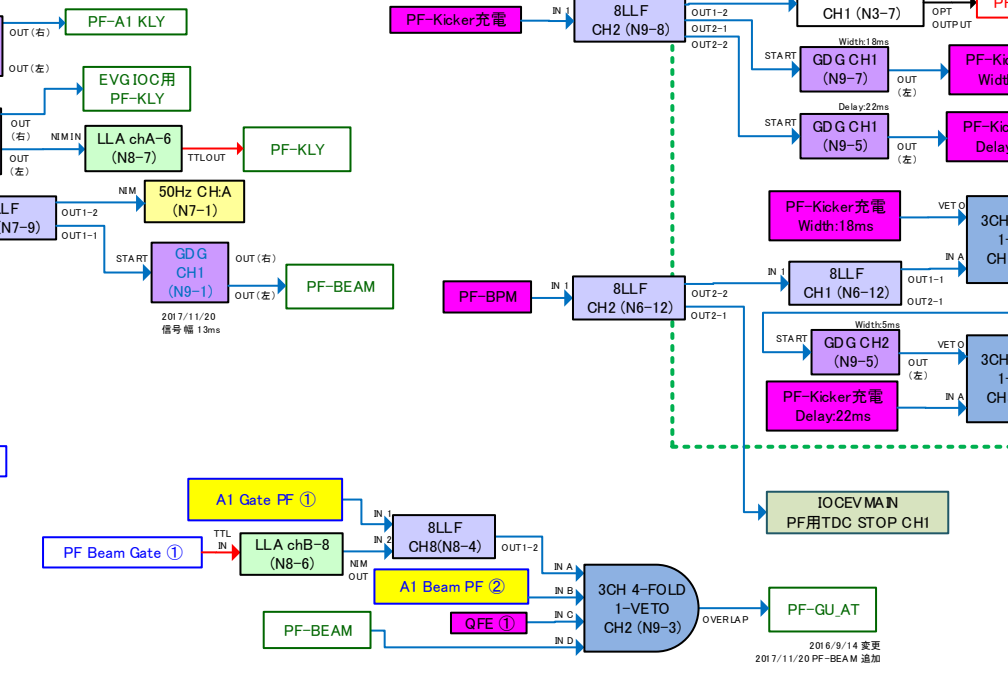 PF-A1 KLY
OUT(右)
OUT(左)
EVG IOC用
PF-KLY
OUT
(右)
NIM IN
LLA chA-6
(N8-7)
TTLOUT
PF-KLY
OUT
(左)
NIM
50Hz CH:A
(N7-1)
OUT1-2
OUT1-1
START
GDG
CH1
(N9-1)
OUT(右)
OUT(左)
PF-BEAM
2017/11/20
信号幅 13ms
PF-Kicker充電
IN 1
8LLF
CH2 (N9-8)
OUT1-2
OUT2-1
OUT2-2
CH1 (N3-7)
OPT
OUTPUT
Width:18ms
START
GDG CH1
(N9-7)
OUT
(左)
Delay:22ms
START
GDG CH1
(N9-5)
OUT
(左)
PF-Kicker充電
Width:18ms
VETO
3CH
PF-BPM
IN 1
8LLF
CH2 (N6-12)
OUT2-2
OUT2-1
IN 1
8LLF
CH1 (N6-12)
IN A
OUT1-1
OUT2-1
Width:5ms
START
GDG CH2
(N9-5)
OUT
(左)
VETO
3CH
PF-Kicker充電
Delay:22ms
IN A
IOCEVMAIN
PF用TDC STOP CH1
A1 Gate PF ①
IN 1
8LLF
CH8(N8-4)
OUT1-2
PF Beam Gate ①
TTL
IN
LLA chB-8
(N8-6)
NIM
OUT
IN 2
A1 Beam PF ②
QFE ①
PF-BEAM
IN A
IN B
IN C
IN D
3CH 4-FOLD
1-VETO
CH2 (N9-3)
OVERLAP
PF-GU_AT
2016/9/14 変更
2017/11/20 PF-BEAM 追加